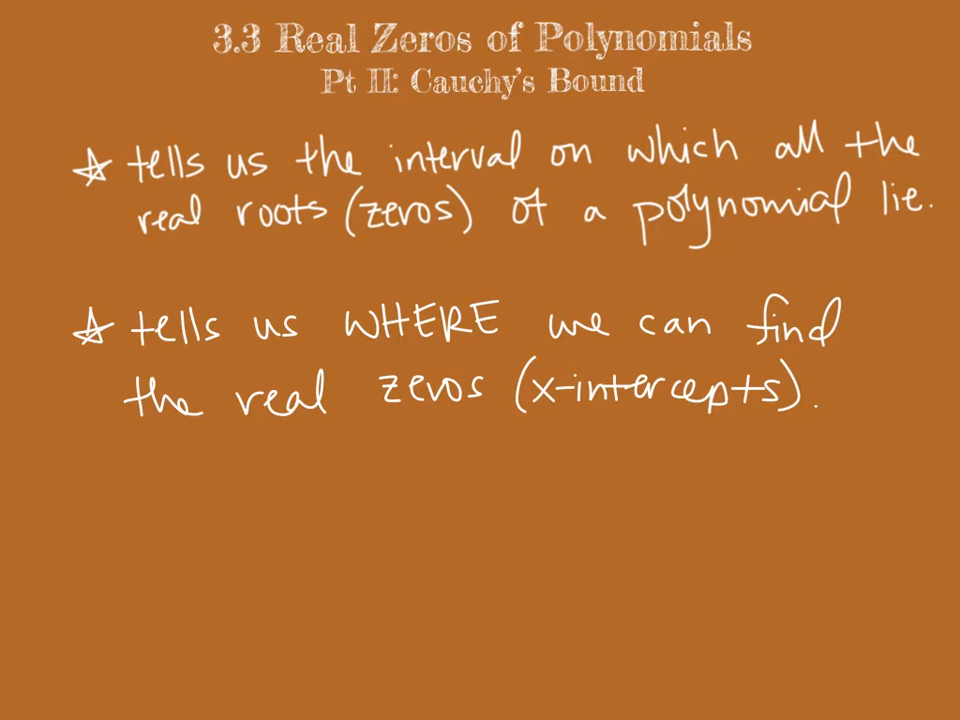 3.3 Real Zeros of Polynomials
Pt II: Cauchy's Bound
☆ tells us the interval on which all the
real roots (zeros) of a polynomial lie.
☆ tells us WHERE we can find
the real zeros (x-intercepts).